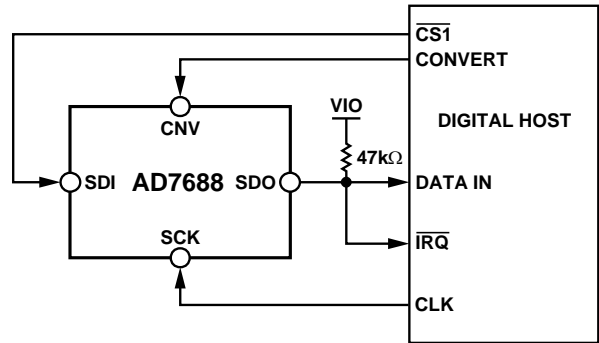 CS1
CONVERT
VIO
CNV
DIGITAL HOST
47kΩ
SDI AD7688 SDO
DATA IN
SCK
IRQ
CLK